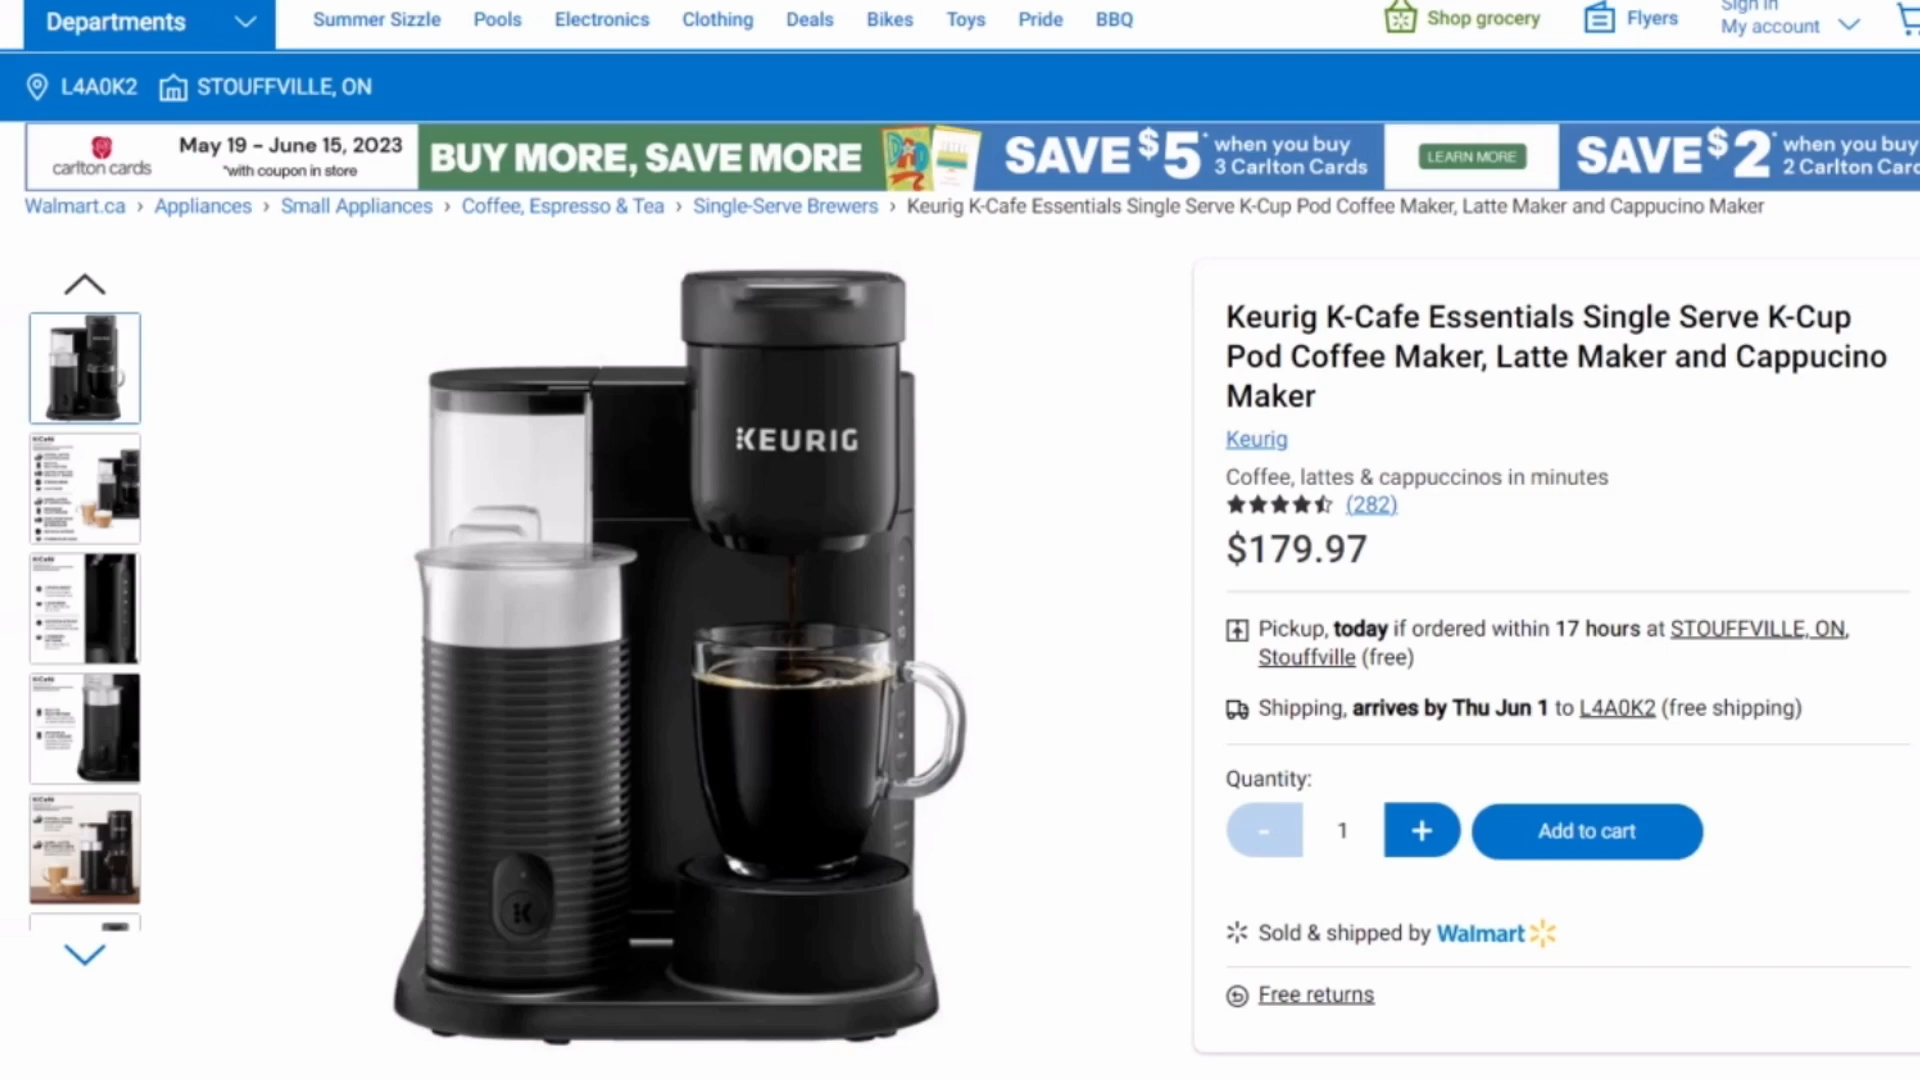 Departments
Summer Sizzle Pools Electronics Clothing Deals Bikes Toys Pride BBQ
Shop grocery
Flyers
Sign in
My account
L4A0K2 STOUFFVILLE, ON
carlton cards
May 19 - June 15, 2023
*with coupon in store
BUY MORE, SAVE MORE
DAD
SAVE $5* when you buy
3 Carlton Cards
LEARN MORE
SAVE $2* when you buy
2 Carlton
Walmart.ca › Appliances › Small Appliances › Coffee, Espresso & Tea › Single-Serve Brewers › Keurig K-Cafe Essentials Single Serve K-Cup Pod Coffee Maker, Latte Maker and Cappucino Maker
KEURIG
K
Keurig K-Cafe Essentials Single Serve K-Cup
Pod Coffee Maker, Latte Maker and Cappucino
Maker
Keurig
Coffee, lattes & cappuccinos in minutes
(282)
$179.97
Pickup, today if ordered within 17 hours at STOUFFVILLE, ON,
Stouffville (free)
Shipping, arrives by Thu Jun 1 to L4A0K2 (free shipping)
Quantity:
- 1 + Add to cart
Sold & shipped by Walmart
Free returns